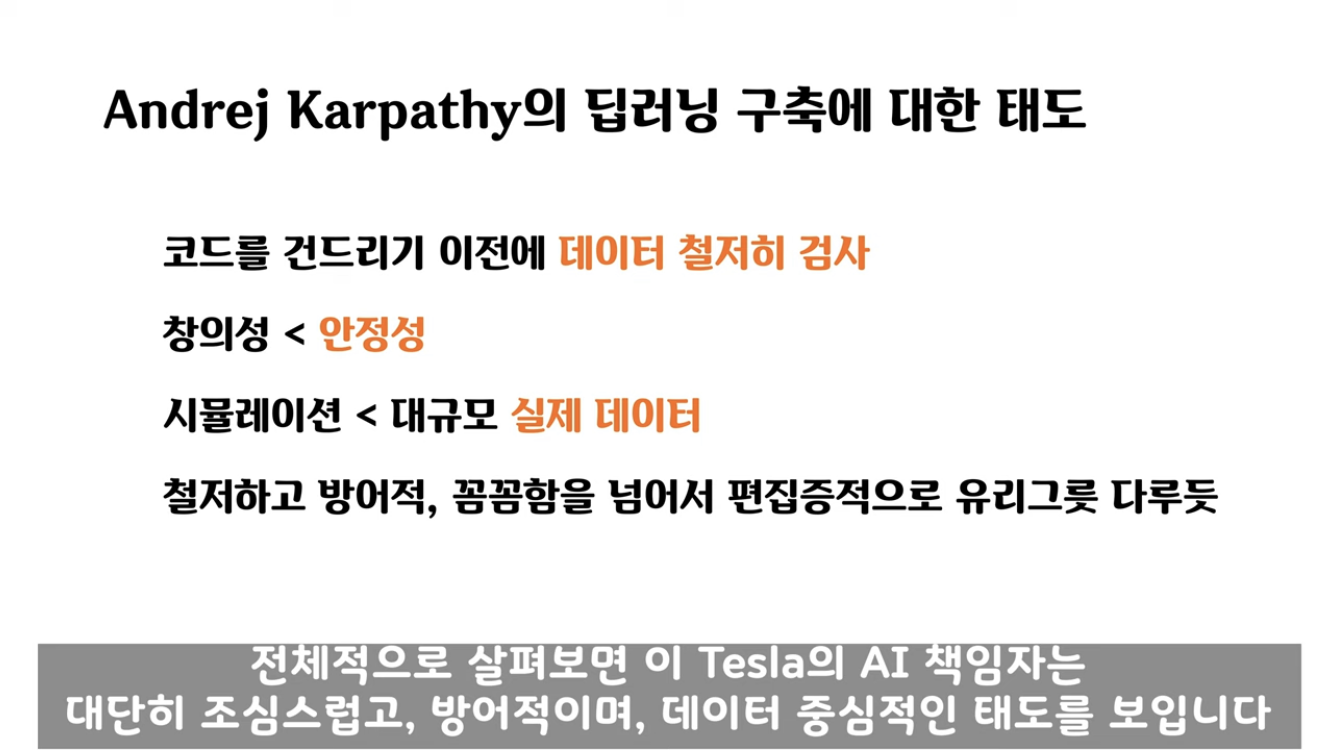 Andrej Karpathy의 딥러닝 구축에 대한 태도
코드를 건드리기 이전에 데이터 철저히 검사
창의성 < 안정성
시뮬레이션 < 대규모 실제 데이터
철저하고 방어적, 꼼꼼함을 넘어서 편집증적으로 유리그릇 다루듯
전체적으로 살펴보면 이 Tesla의 AI 책임자는
대단히 조심스럽고, 방어적이며, 데이터 중심적인 태도를 보입니다